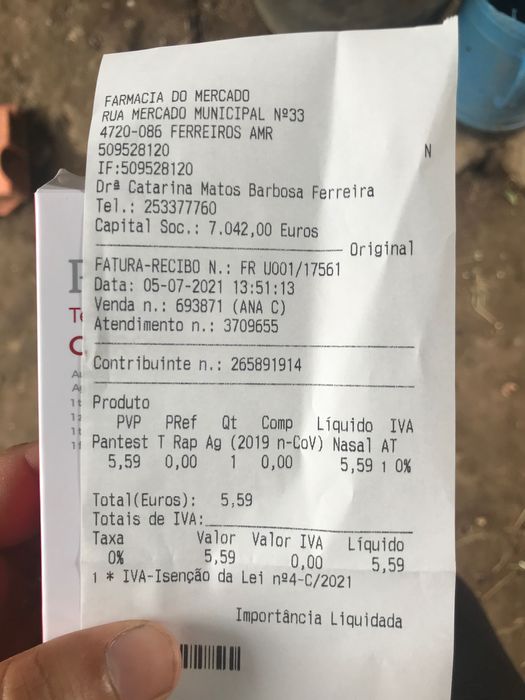 FARMACIA DO MERCADO
RUA MERCADO MUNICIPAL Nº33
4720-086 FERREIROS AMR
509528120 N
IF:509528120
Drª Catarina Matos Barbosa Ferreira
Tel.: 253377760
Capital Soc.: 7.042,00 Euros
Original
FATURA-RECIBO N.: FR U001/17561
Data: 05-07-2021 13:51:13
Venda n.: 693871 (ANA C)
Atendimento n.: 3709655
Contribuinte n.: 265891914
Produto
PVP PRef Qt Comp Líquido IVA
Pantest T Rap Ag (2019 n-CoV) Nasal AT
5,59 0,00 1 0,00 5,59 1 0%
Total(Euros): 5,59
Totais de IVA:
Taxa Valor Valor IVA Líquido
0% 5,59 0,00 5,59
1 * IVA-Isenção da Lei nº4-C/2021
Importância Liquidada